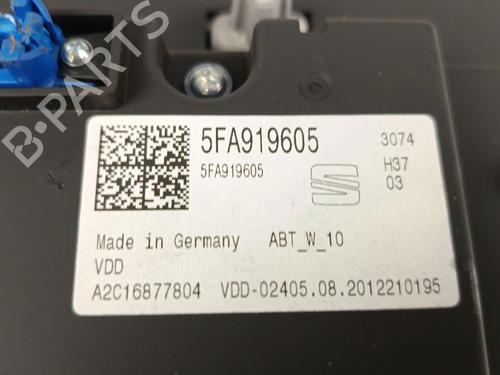 B-PARTS
5FA919605
3074
5FA919605
H37
03
Made in Germany ABT_W_10
VDD
A2C16877804 VDD-02405.08.2012210195